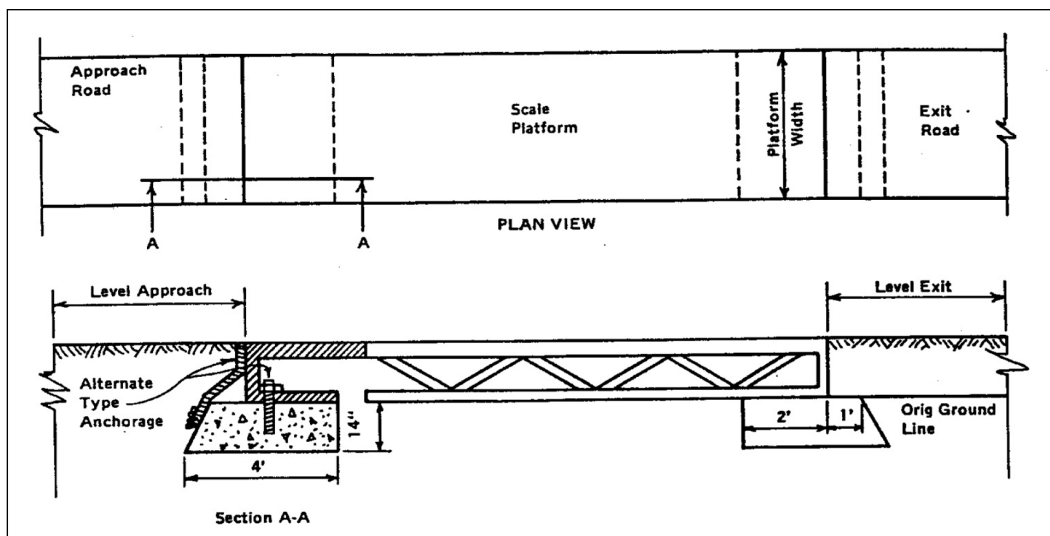 Approach
Road
Scale
Platform
Platform
Width
Exit
Road
A
A
PLAN VIEW
Level Approach
Level Exit
Alternate
Type
Anchorage
14"
2'
1'
Orig Ground
Line
4'
Section A-A